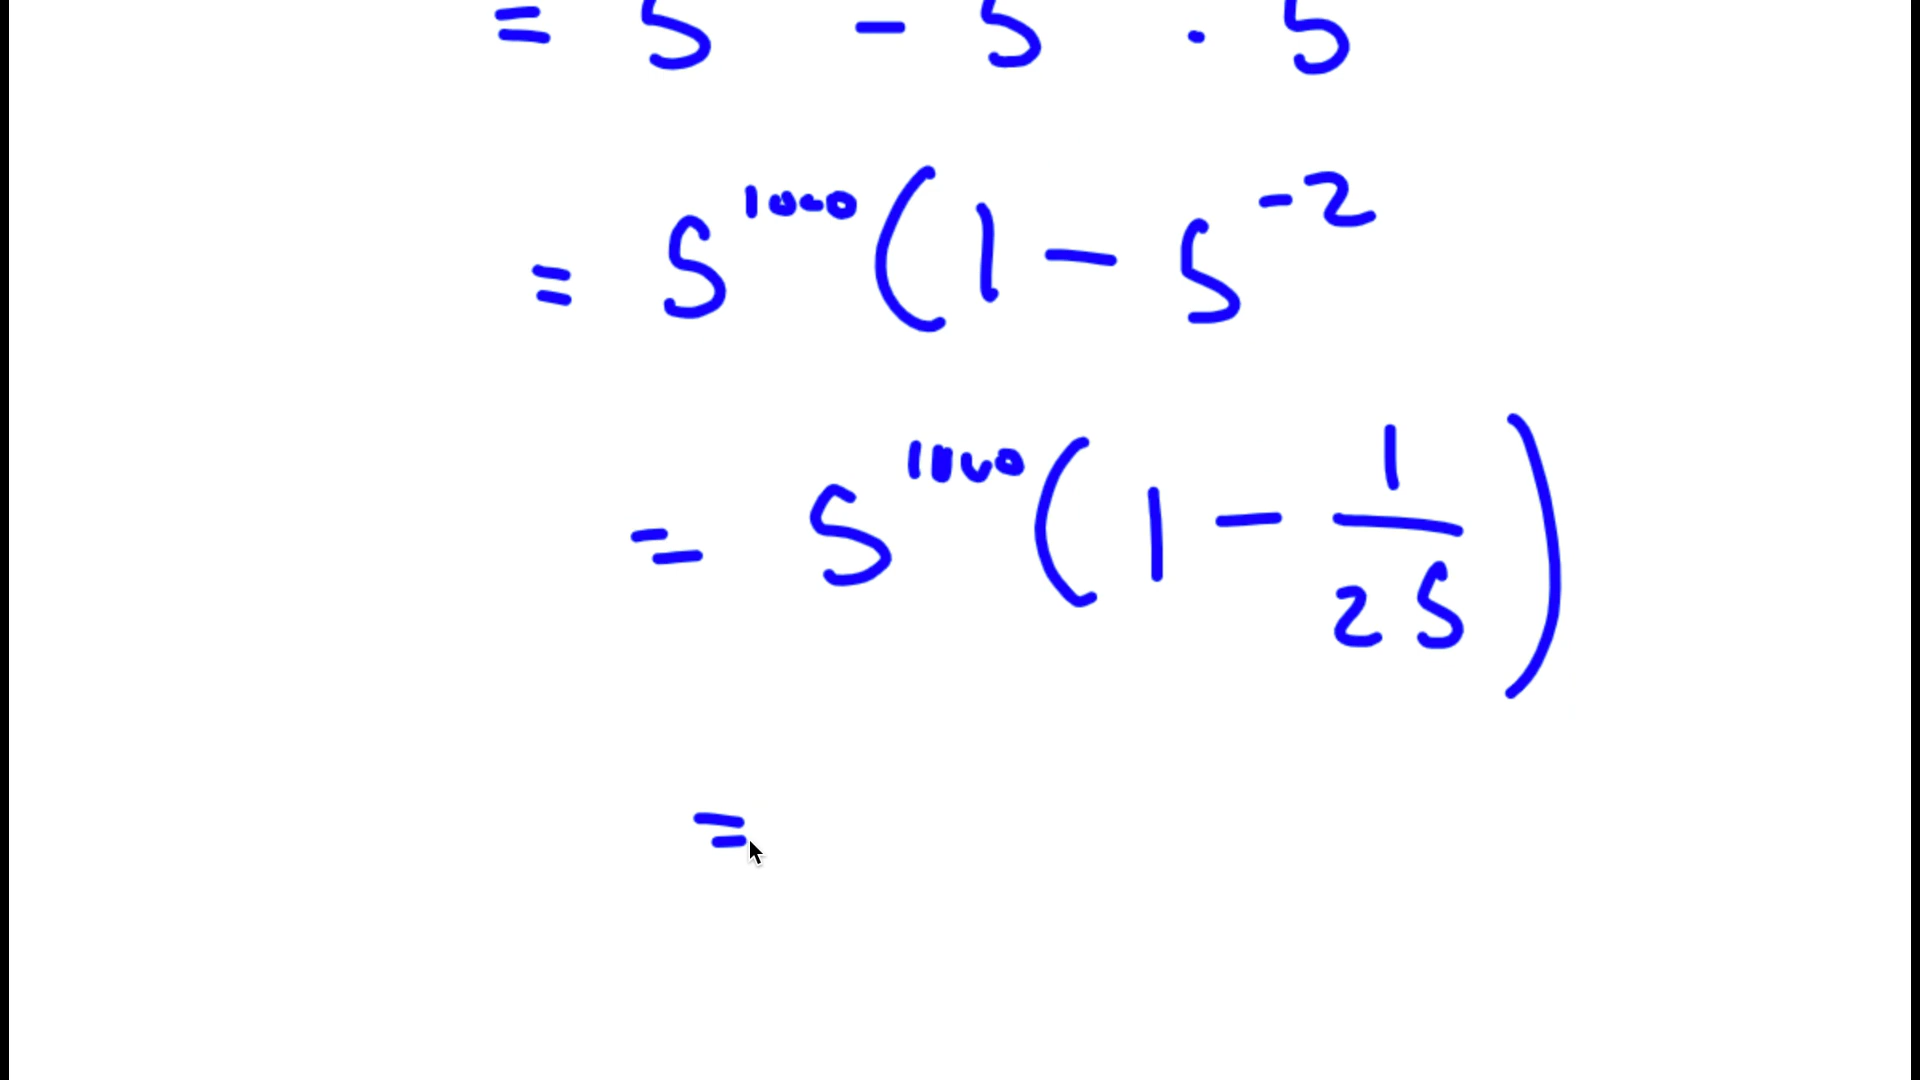 = 5 - 5 · 5
= 5^1000 (1 - 5^-2
= 5^1000 (1 - 1/25)
=